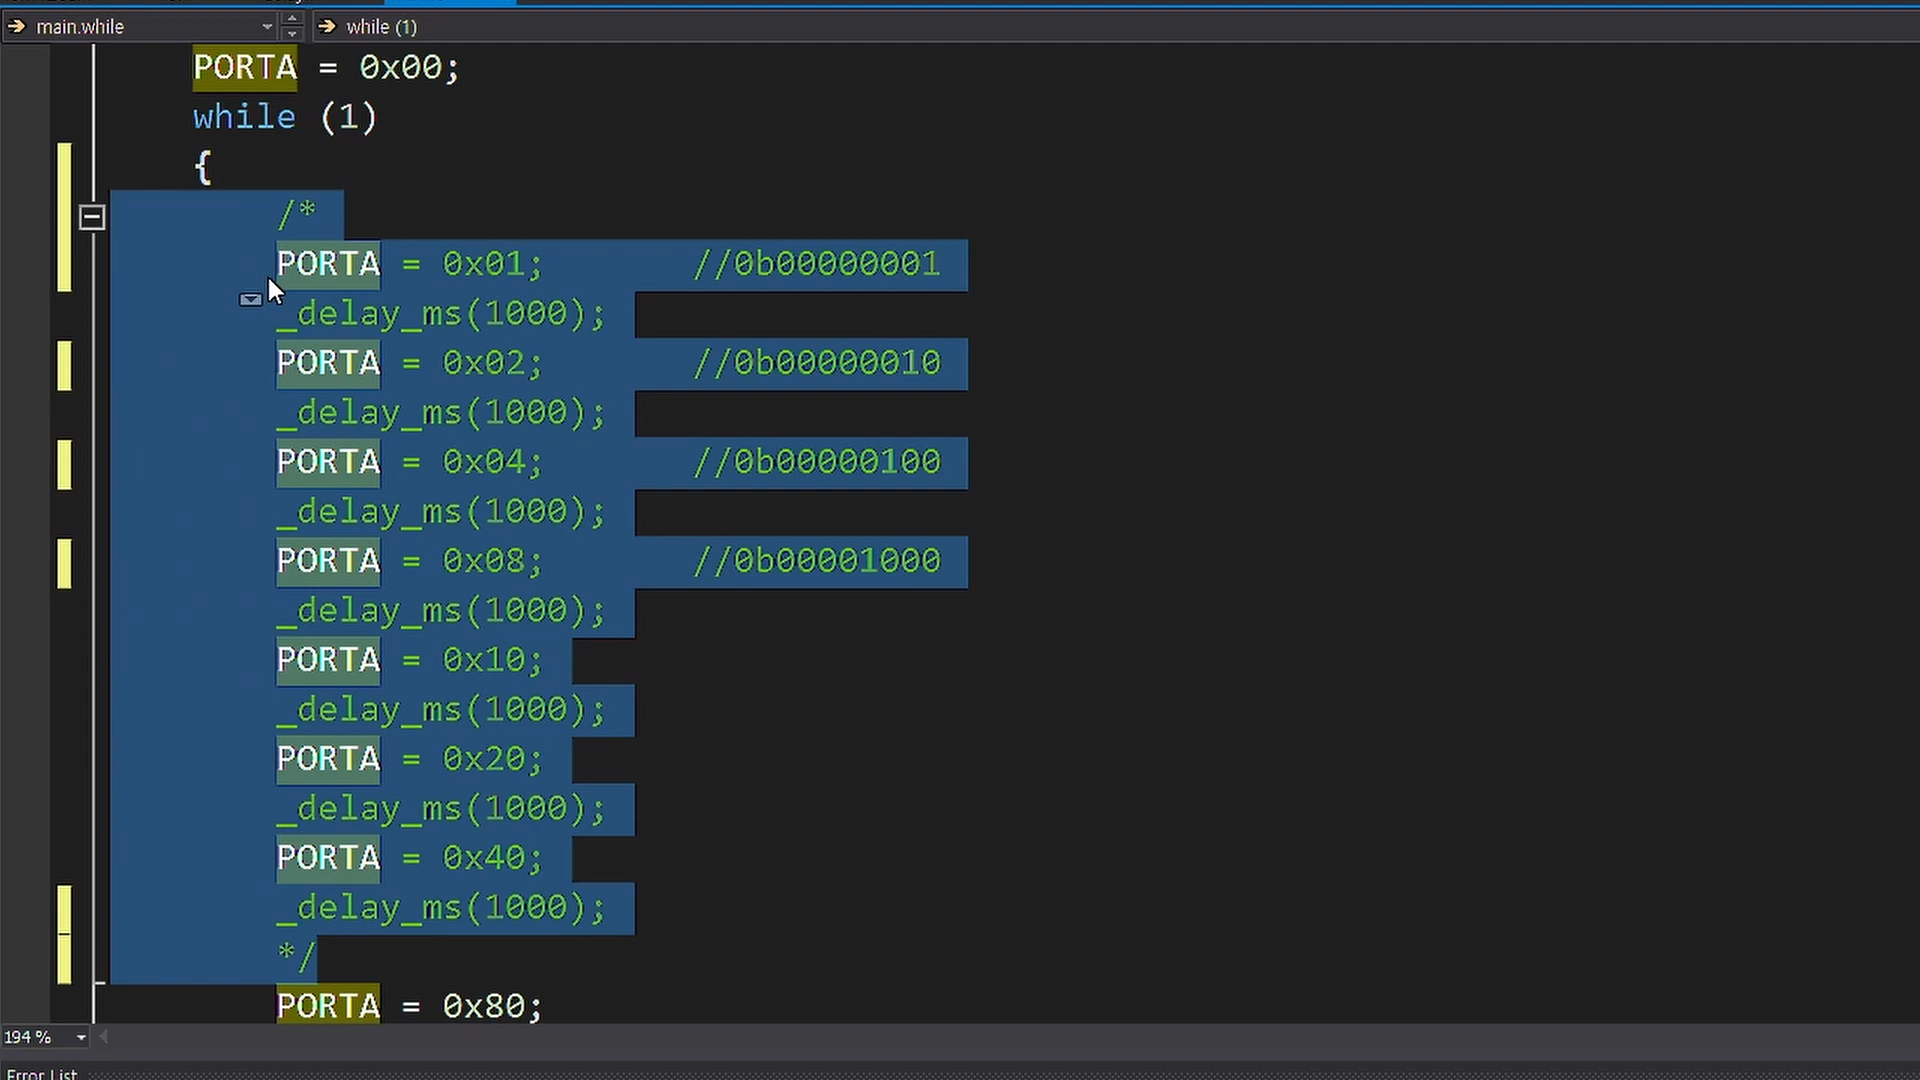 main.while while (1)
PORTA = 0x00;
while (1)
{
/*
PORTA = 0x01; //0b00000001
_delay_ms(1000);
PORTA = 0x02; //0b00000010
_delay_ms(1000);
PORTA = 0x04; //0b00000100
_delay_ms(1000);
PORTA = 0x08; //0b00001000
_delay_ms(1000);
PORTA = 0x10;
_delay_ms(1000);
PORTA = 0x20;
_delay_ms(1000);
PORTA = 0x40;
_delay_ms(1000);
*/
PORTA = 0x80;
194 %
Error List